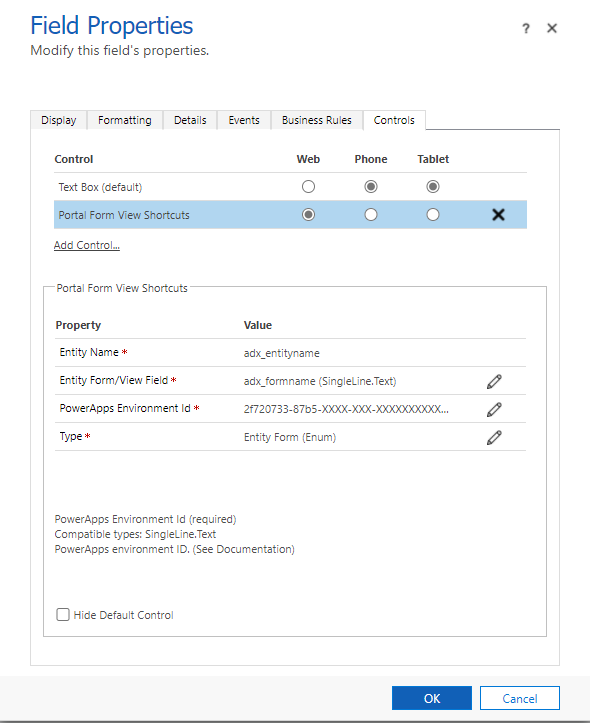 Field Properties
? ×
Modify this field's properties.
Display Formatting Details Events Business Rules Controls
Control Web Phone Tablet
Text Box (default)
Portal Form View Shortcuts
Add Control...
Portal Form View Shortcuts
Property Value
Entity Name * adx_entityname
Entity Form/View Field * adx_formname (SingleLine.Text)
PowerApps Environment Id * 2f720733-87b5-XXXX-XXX-XXXXXXXXXX...
Type * Entity Form (Enum)
PowerApps Environment Id (required)
Compatible types: SingleLine.Text
PowerApps environment ID. (See Documentation)
Hide Default Control
OK Cancel